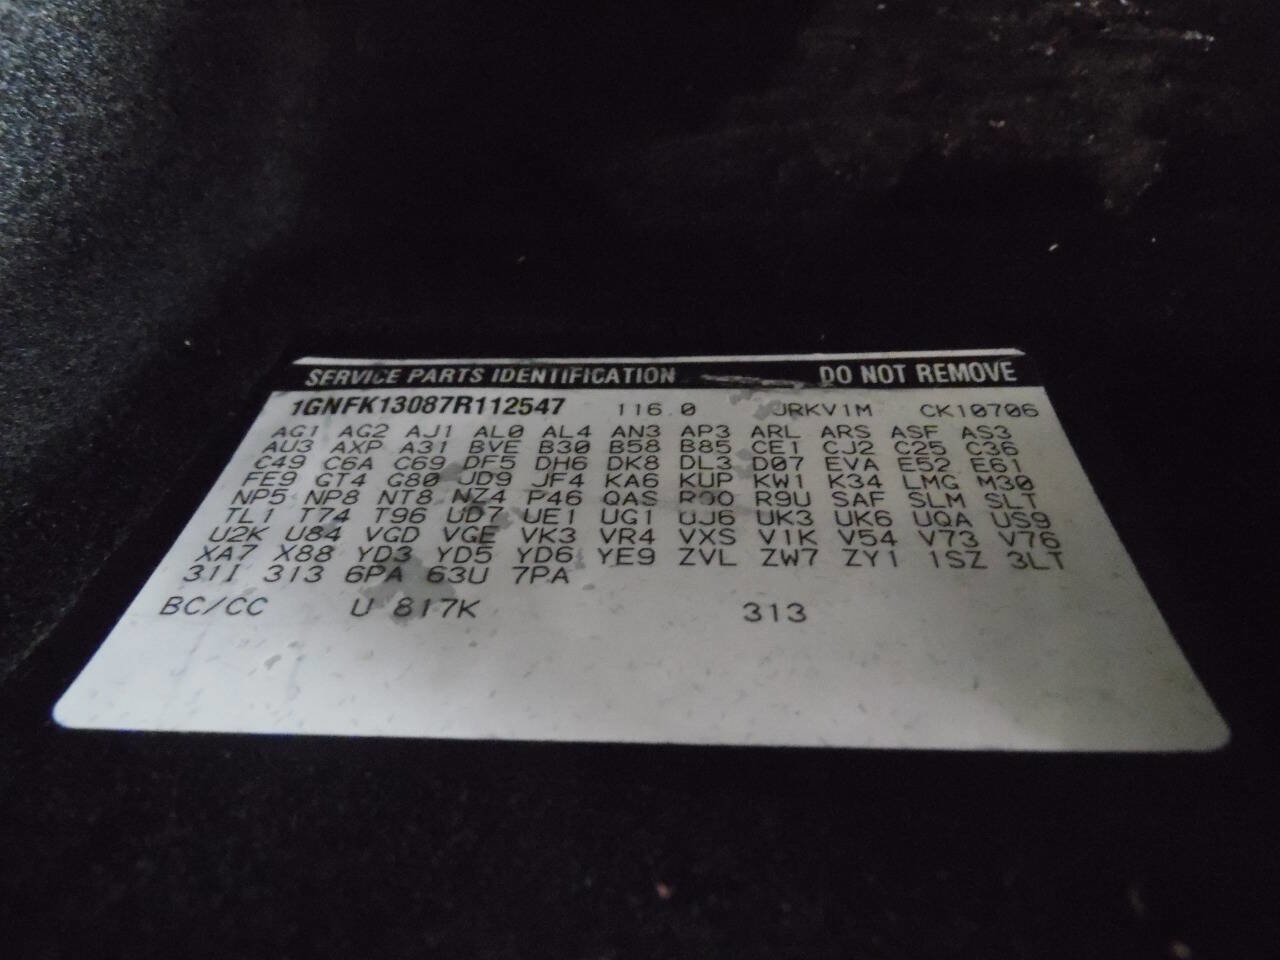 SERVICE PARTS IDENTIFICATION DO NOT REMOVE
1GNFK13087R112547 116.0 JRKV1M CK10706
AG1 AG2 AJ1 AL0 AL4 AN3 AP3 ARL ARS ASF AS3
AU3 AXP A31 BVE B30 B58 B85 CE1 CJ2 C25 C36
C49 C6A C69 DF5 DH6 DK8 DL3 D07 EVA E52 E61
FE9 GT4 G80 JD9 JF4 KA6 KUP KW1 K34 LMG M30
NP5 NP8 NT8 NZ4 P46 QAS R9U SAF SLM SLT
TL1 T74 T96 UD7 UE1 UG1 UJ6 UK3 UK6 UQA US9
U2K U84 VGD VGE VK3 VR4 VXS V1K V54 V73 V76
XA7 X88 YD3 YD5 YD6 YE9 ZVL ZW7 ZY1 1SZ 3LT
31I 313 6PA 63U 7PA
BC/CC U 817K 313